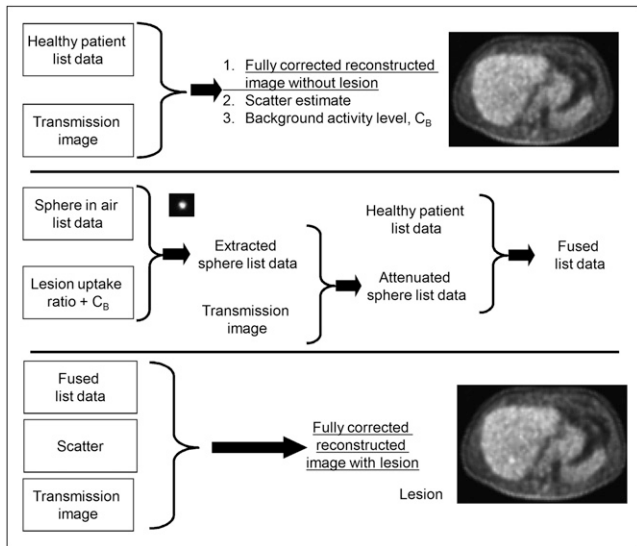 Healthy patient
list data
Transmission
image
1. Fully corrected reconstructed
image without lesion
2. Scatter estimate
3. Background activity level, CB
Sphere in air
list data
Lesion uptake
ratio + CB
Extracted
sphere list data
Transmission
image
Healthy patient
list data
Attenuated
sphere list data
Fused
list data
Fused
list data
Scatter
Transmission
image
Fully corrected
reconstructed
image with lesion
Lesion